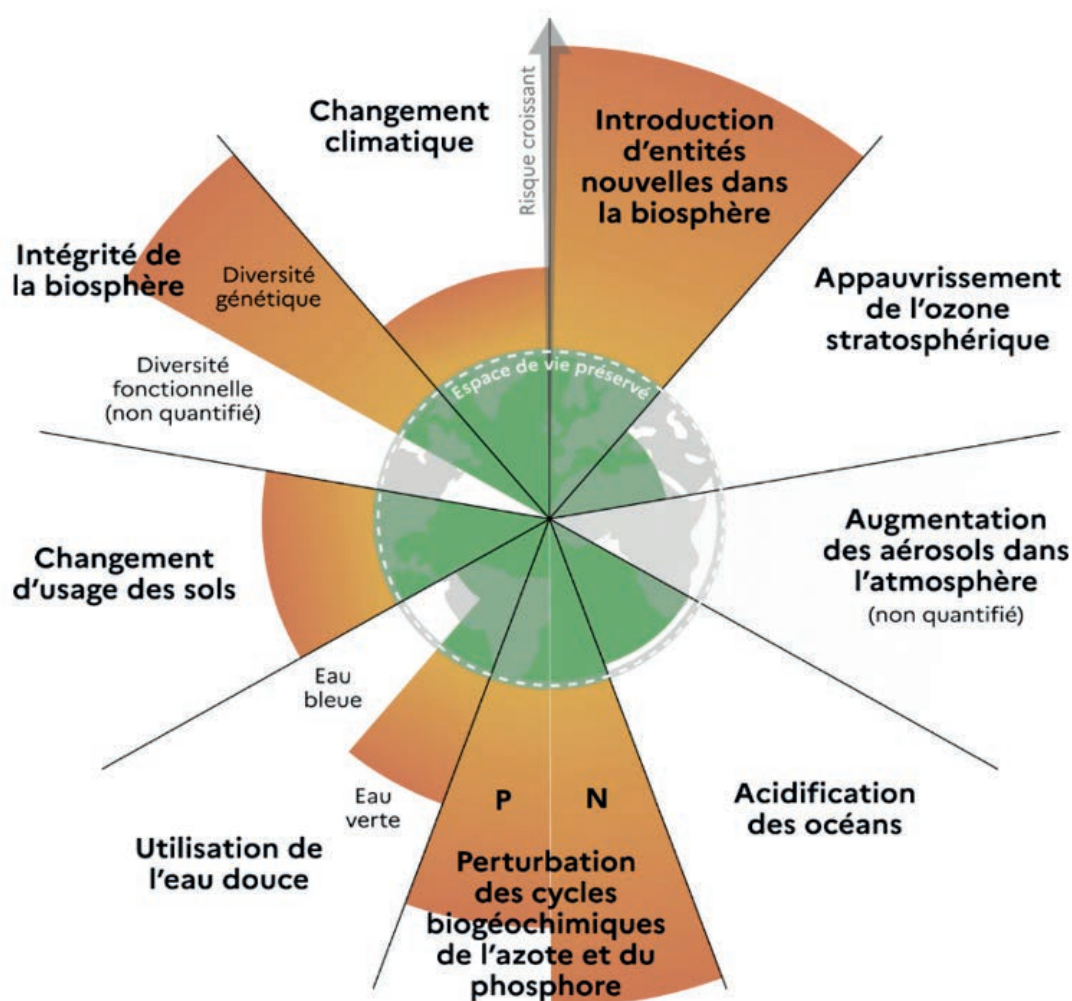 Changement
climatique
Risque croissant
Introduction
d'entités
nouvelles dans
la biosphère
Intégrité de
la biosphère
Diversité
génétique
Appauvrissement
de l'ozone
stratosphérique
Diversité
fonctionnelle
(non quantifié)
Espace de vie préservé
Changement
d'usage des sols
Augmentation
des aérosols dans
l'atmosphère
(non quantifié)
Eau
bleue
Eau
verte
P
N
Utilisation de
l'eau douce
Acidification
des océans
Perturbation
des cycles
biogéochimiques
de l'azote et du
phosphore